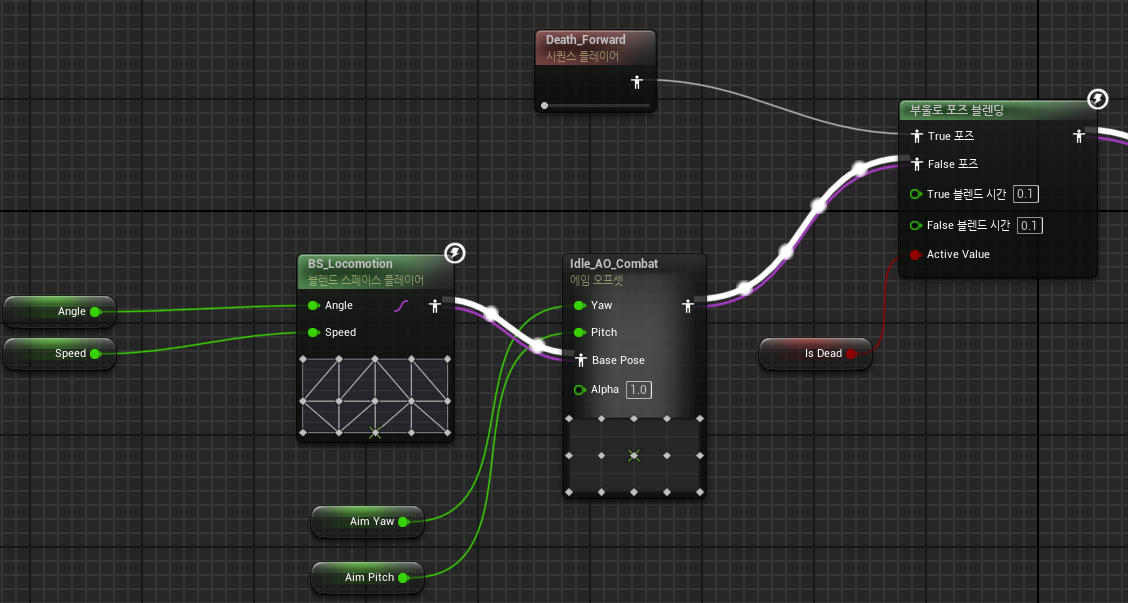 Death_Forward
시퀀스 플레이어
부울로 포즈 블렌딩
True 포즈
False 포즈
True 블렌드 시간 0.1
False 블렌드 시간 0.1
Active Value
BS_Locomotion
블렌드 스페이스 플레이어
Angle
Speed
Idle_AO_Combat
에임 오프셋
Yaw
Pitch
Base Pose
Alpha 1.0
Angle
Speed
Is Dead
Aim Yaw
Aim Pitch